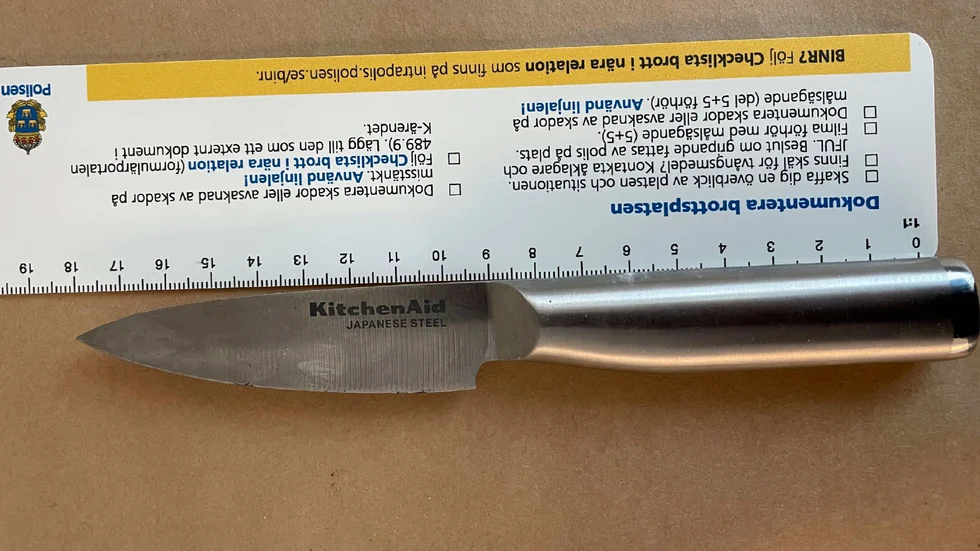 Polisen
BINR? Följ Checklista brott i nära relation som finns på intrapolis.polisen.se/binr.
Dokumentera brottsplatsen
Skaffa dig en överblick av platsen och situationen.
Finns skäl för tvångsmedel? Kontakta åklagare och
JFUL. Beslut om gripande fattas av polis på plats.
Filma förhör med målsägande (5+5).
Dokumentera skador eller avsaknad av skador på
målsägande (del 5+5 förhör). Använd linjalen!
Dokumentera skador eller avsaknad av skador på
misstänkt. Använd linjalen!
Följ Checklista brott i nära relation (formulärportalen
489.9). Lägg till den som ett externt dokument i
K-ärendet.
1:1
0 1 2 3 4 5 6 7 8 9 10 11 12 13 14 15 16 17 18 19
KitchenAid
JAPANESE STEEL